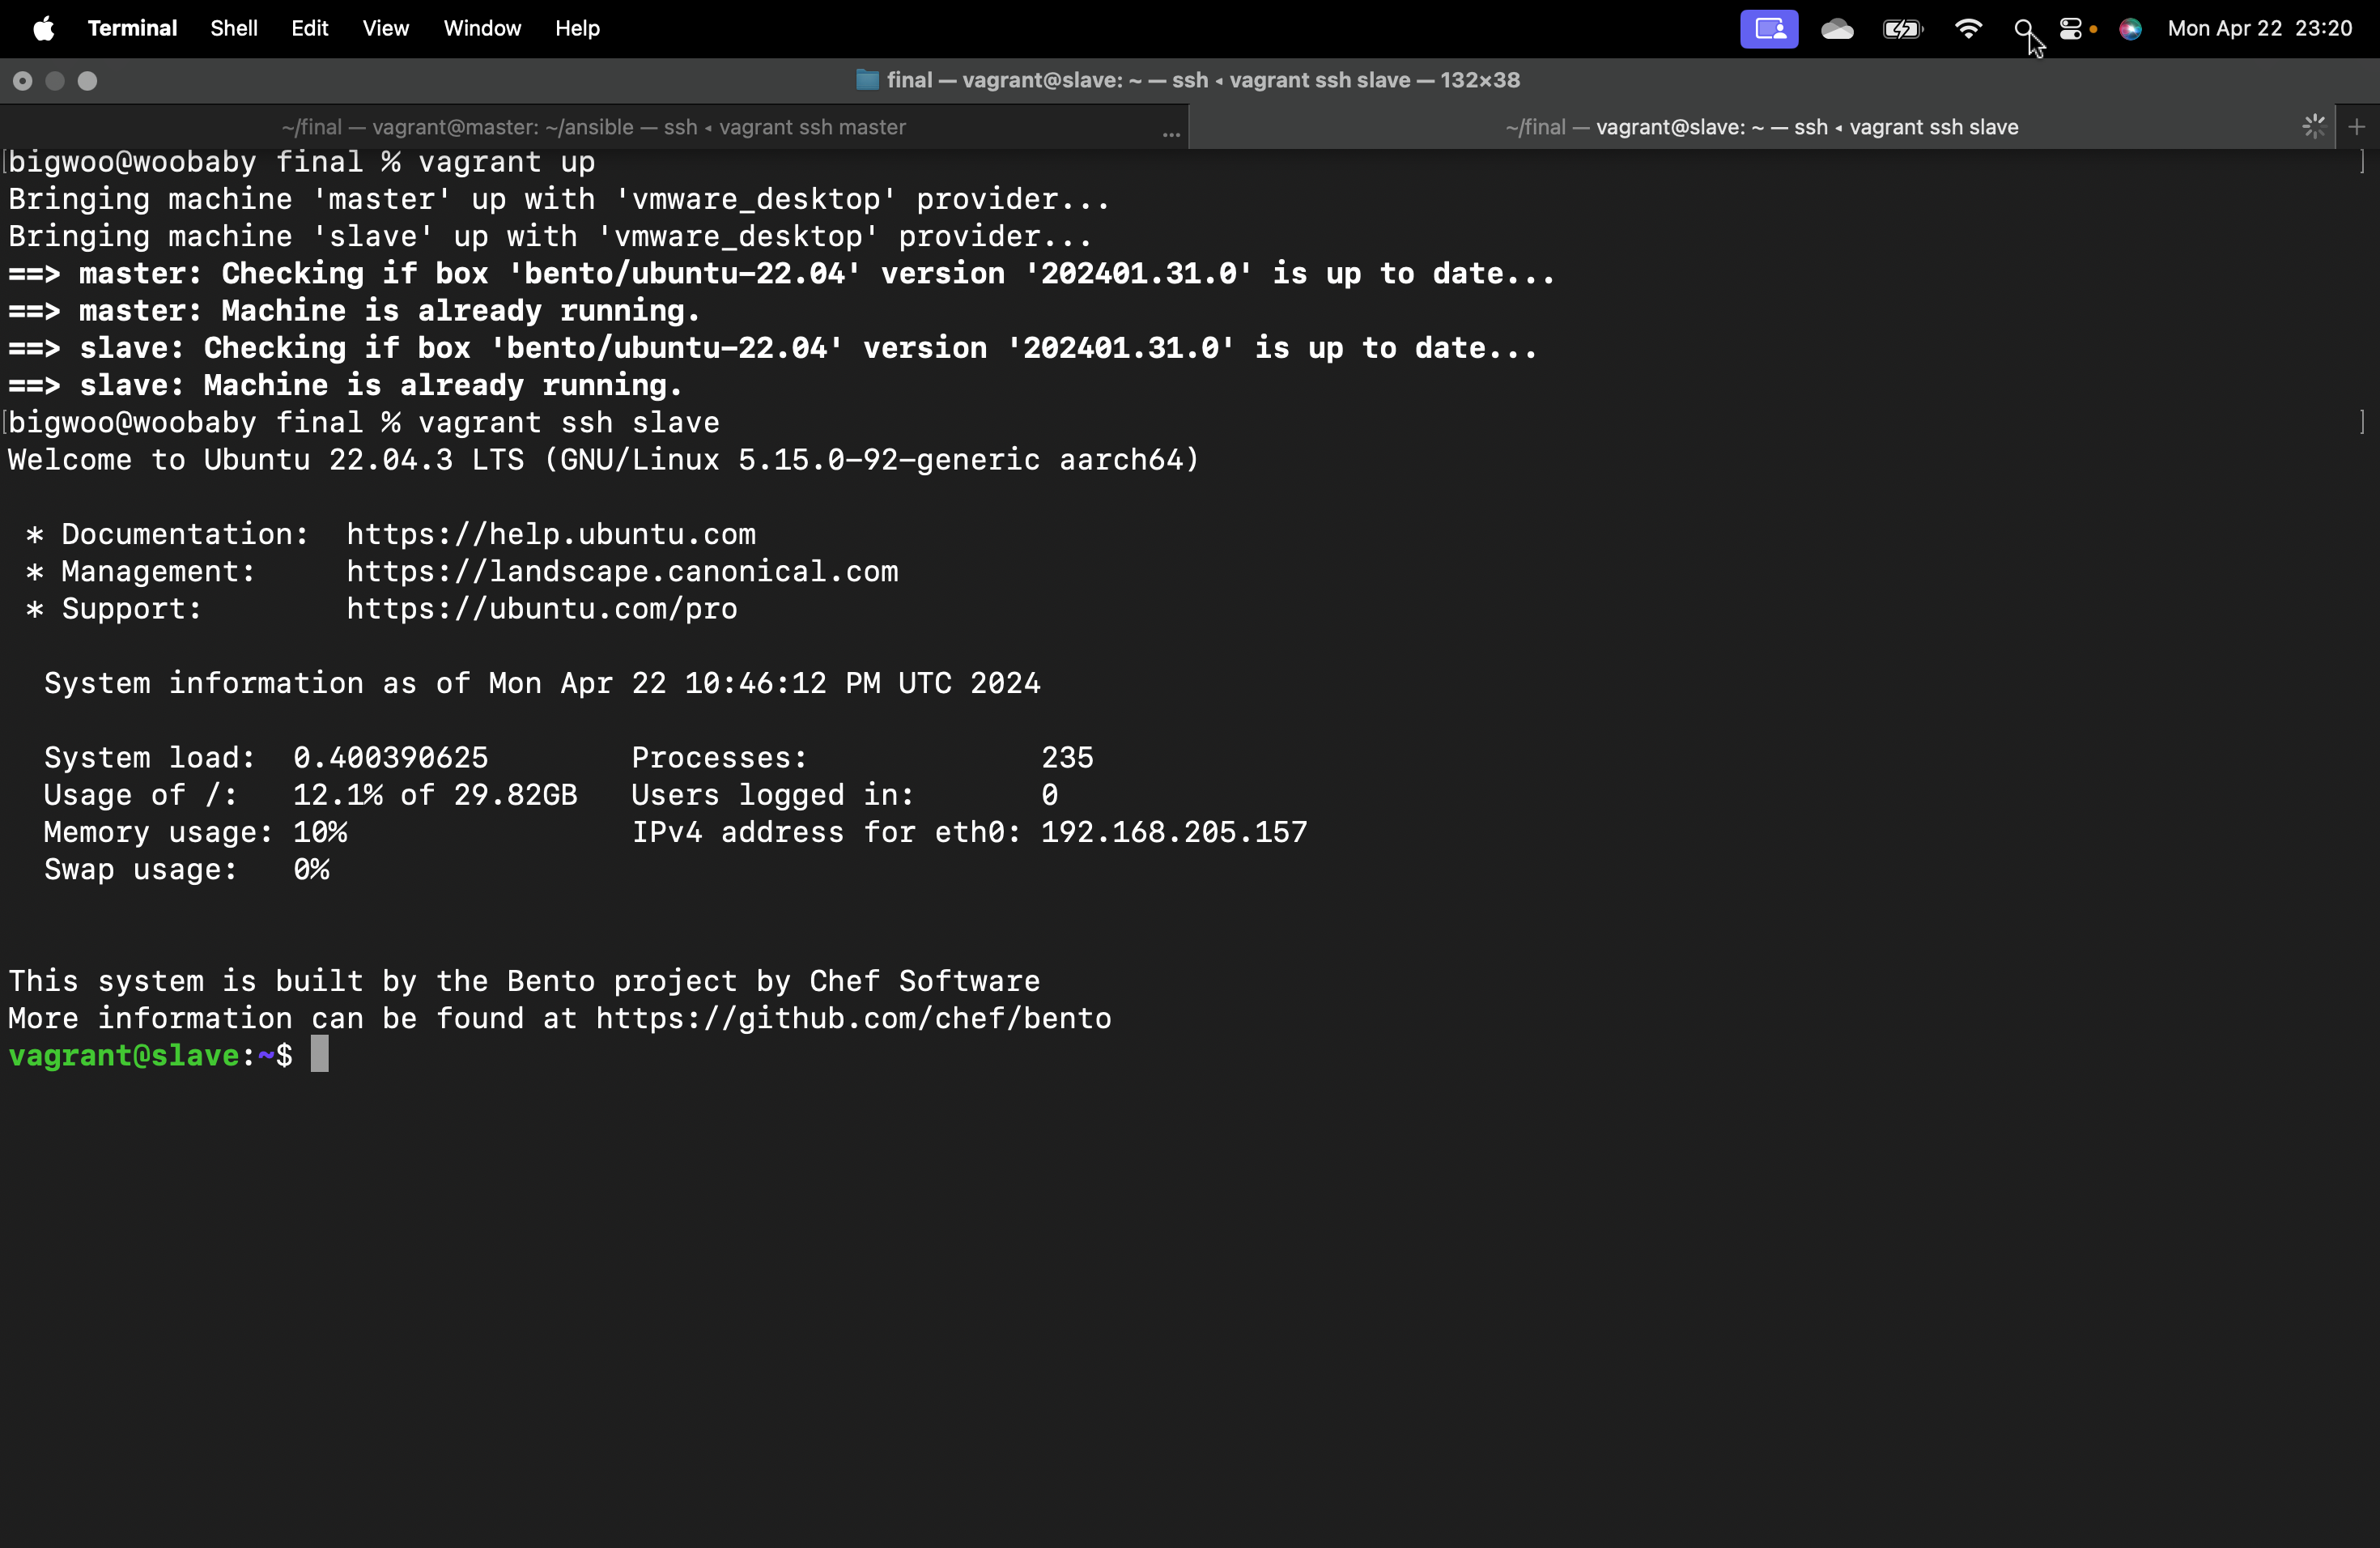 Terminal Shell Edit View Window Help Mon Apr 22 23:20
final — vagrant@slave: ~ — ssh ◂ vagrant ssh slave — 132×38
~/final — vagrant@master: ~/ansible — ssh ◂ vagrant ssh master ... ~/final — vagrant@slave: ~ — ssh ◂ vagrant ssh slave +
[bigwoo@woobaby final % vagrant up ]
Bringing machine 'master' up with 'vmware_desktop' provider...
Bringing machine 'slave' up with 'vmware_desktop' provider...
==> master: Checking if box 'bento/ubuntu-22.04' version '202401.31.0' is up to date...
==> master: Machine is already running.
==> slave: Checking if box 'bento/ubuntu-22.04' version '202401.31.0' is up to date...
==> slave: Machine is already running.
[bigwoo@woobaby final % vagrant ssh slave ]
Welcome to Ubuntu 22.04.3 LTS (GNU/Linux 5.15.0-92-generic aarch64)
* Documentation: https://help.ubuntu.com
* Management: https://landscape.canonical.com
* Support: https://ubuntu.com/pro
System information as of Mon Apr 22 10:46:12 PM UTC 2024
System load: 0.400390625 Processes: 235
Usage of /: 12.1% of 29.82GB Users logged in: 0
Memory usage: 10% IPv4 address for eth0: 192.168.205.157
Swap usage: 0%
This system is built by the Bento project by Chef Software
More information can be found at https://github.com/chef/bento
vagrant@slave:~$